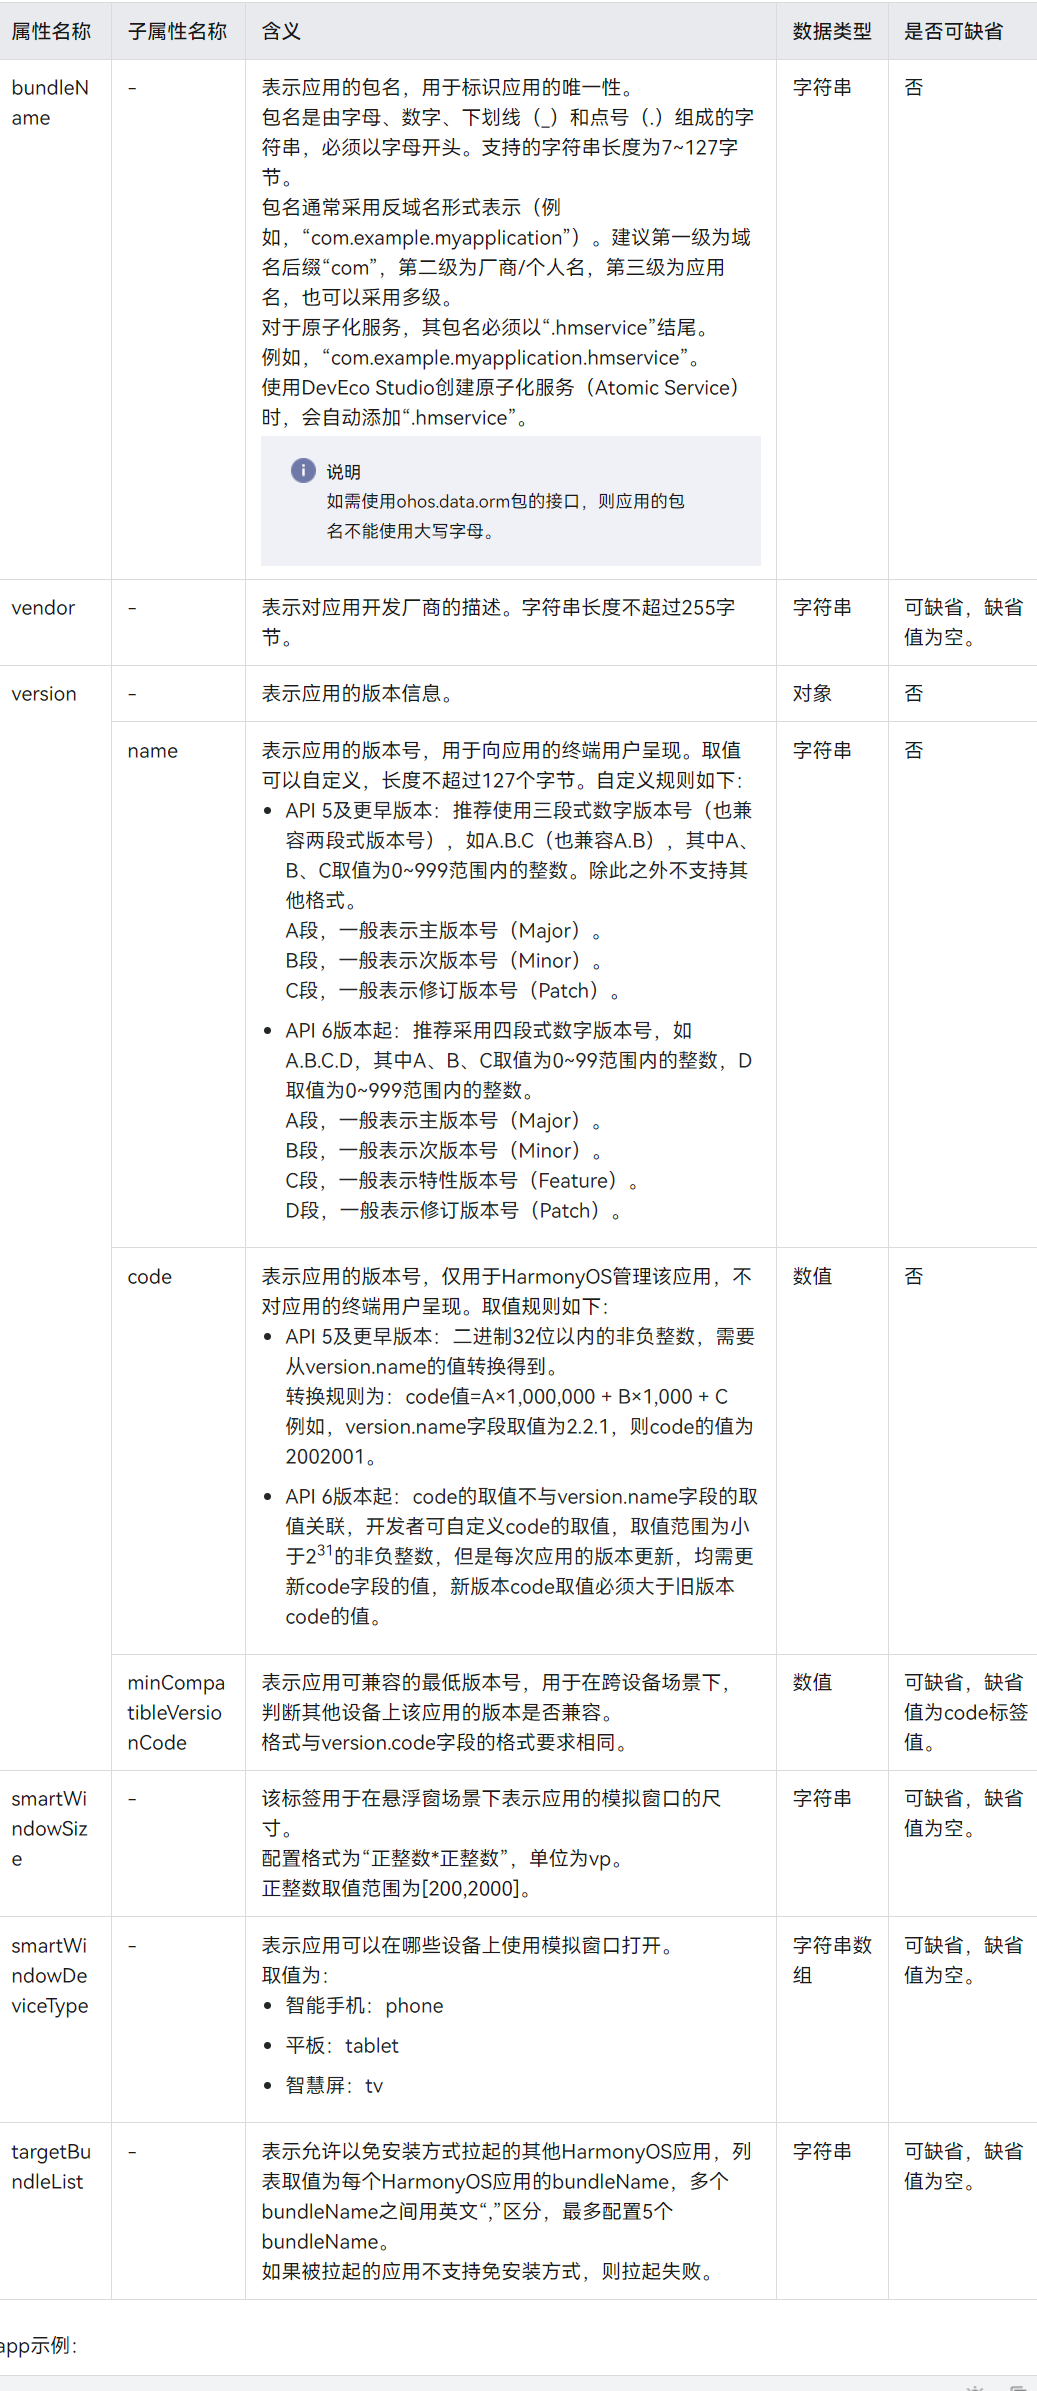 属性名称 子属性名称 含义 数据类型 是否可缺省
bundleN - 表示应用的包名，用于标识应用的唯一性。 字符串 否
ame 包名是由字母、数字、下划线（_）和点号（.）组成的字
符串，必须以字母开头。支持的字符串长度为7~127字
节。
包名通常采用反域名形式表示（例
如，“com.example.myapplication”）。建议第一级为域
名后缀“com”，第二级为厂商/个人名，第三级为应用
名，也可以采用多级。
对于原子化服务，其包名必须以“.hmservice”结尾。
例如，“com.example.myapplication.hmservice”。
使用DevEco Studio创建原子化服务（Atomic Service）
时，会自动添加“.hmservice”。
说明
如需使用ohos.data.orm包的接口，则应用的包
名不能使用大写字母。
vendor - 表示对应用开发厂商的描述。字符串长度不超过255字 字符串 可缺省，缺省
节。 值为空。
version - 表示应用的版本信息。 对象 否
name 表示应用的版本号，用于向应用的终端用户呈现。取值 字符串 否
可以自定义，长度不超过127个字节。自定义规则如下：
• API 5及更早版本：推荐使用三段式数字版本号（也兼
容两段式版本号），如A.B.C（也兼容A.B），其中A、
B、C取值为0~999范围内的整数。除此之外不支持其
他格式。
A段，一般表示主版本号（Major）。
B段，一般表示次版本号（Minor）。
C段，一般表示修订版本号（Patch）。
• API 6版本起：推荐采用四段式数字版本号，如
A.B.C.D，其中A、B、C取值为0~99范围内的整数，D
取值为0~999范围内的整数。
A段，一般表示主版本号（Major）。
B段，一般表示次版本号（Minor）。
C段，一般表示特性版本号（Feature）。
D段，一般表示修订版本号（Patch）。
code 表示应用的版本号，仅用于HarmonyOS管理该应用，不 数值 否
对应用的终端用户呈现。取值规则如下：
• API 5及更早版本：二进制32位以内的非负整数，需要
从version.name的值转换得到。
转换规则为：code值=A×1,000,000 + B×1,000 + C
例如，version.name字段取值为2.2.1，则code的值为
2002001。
• API 6版本起：code的取值不与version.name字段的取
值关联，开发者可自定义code的取值，取值范围为小
于2³¹的非负整数，但是每次应用的版本更新，均需更
新code字段的值，新版本code取值必须大于旧版本
code的值。
minCompa 表示应用可兼容的最低版本号，用于在跨设备场景下， 数值 可缺省，缺省
tibleVersio 判断其他设备上该应用的版本是否兼容。 值为code标签
nCode 格式与version.code字段的格式要求相同。 值。
smartWi - 该标签用于在悬浮窗场景下表示应用的模拟窗口的尺 字符串 可缺省，缺省
ndowSiz 寸。 值为空。
e 配置格式为“正整数*正整数”，单位为vp。
正整数取值范围为[200,2000]。
smartWi - 表示应用可以在哪些设备上使用模拟窗口打开。 字符串数 可缺省，缺省
ndowDe 取值为： 组 值为空。
viceType • 智能手机：phone
• 平板：tablet
• 智慧屏：tv
targetBu - 表示允许以免安装方式拉起的其他HarmonyOS应用，列 字符串 可缺省，缺省
ndleList 表取值为每个HarmonyOS应用的bundleName，多个 值为空。
bundleName之间用英文“,”区分，最多配置5个
bundleName。
如果被拉起的应用不支持免安装方式，则拉起失败。
app示例：